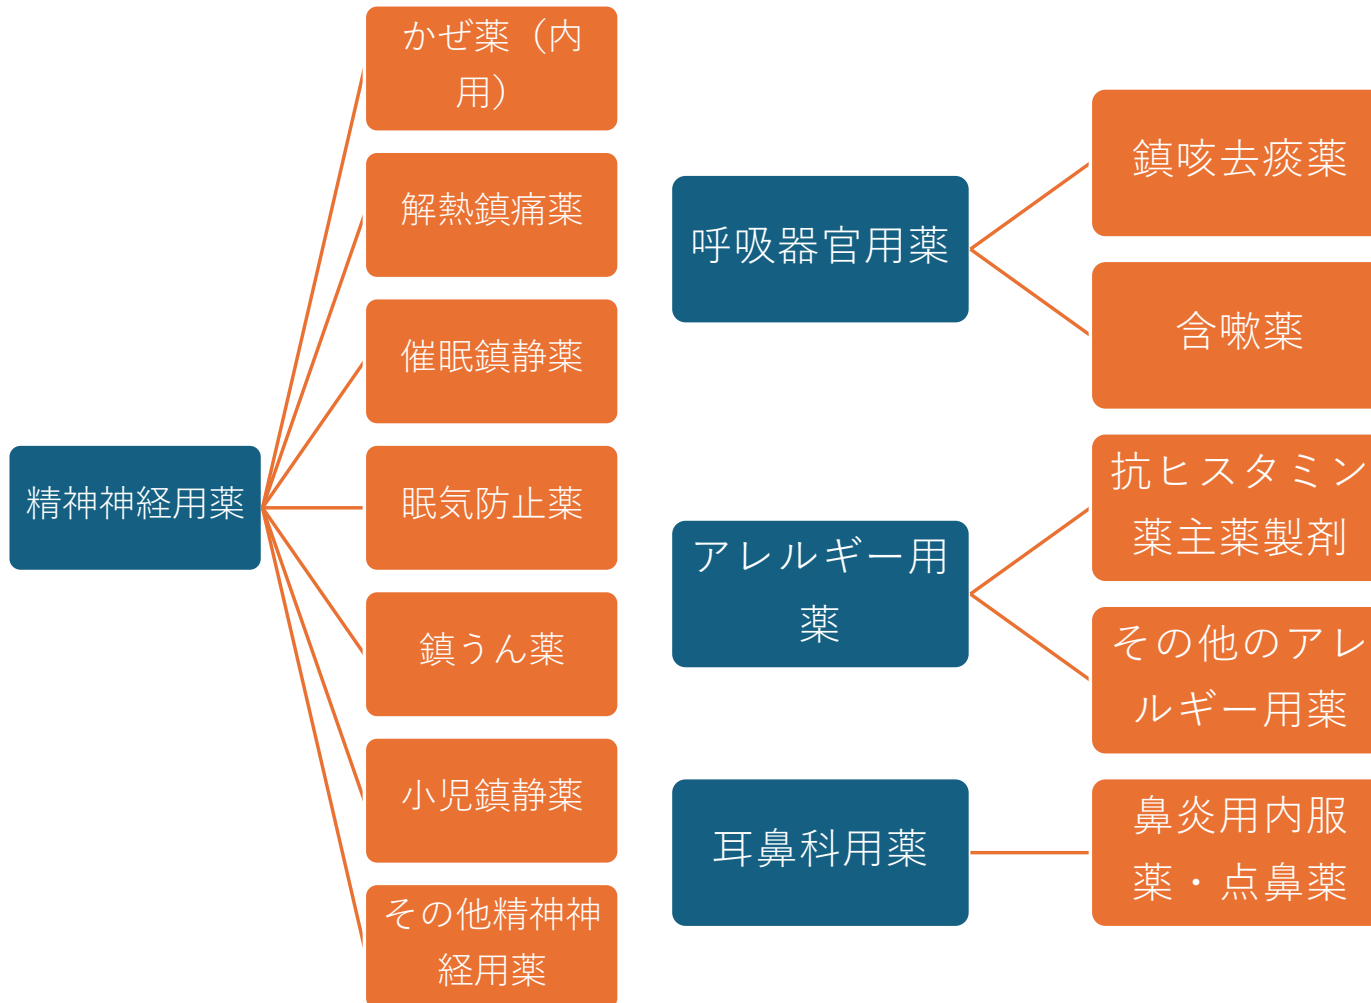 精神神経用薬
かぜ薬（内
用）
解熱鎮痛薬
催眠鎮静薬
眠気防止薬
鎮うん薬
小児鎮静薬
その他精神神
経用薬
呼吸器官用薬
鎮咳去痰薬
含嗽薬
アレルギー用
薬
抗ヒスタミン
薬主薬製剤
その他のアレ
ルギー用薬
耳鼻科用薬
鼻炎用内服
薬・点鼻薬